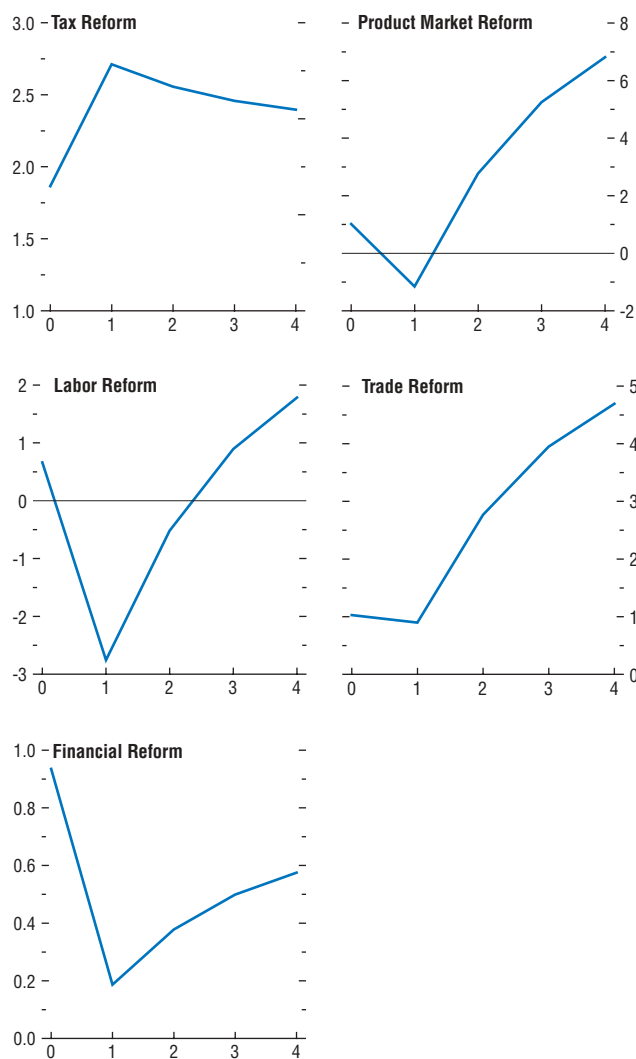 Tax Reform
3.0
2.5
2.0
1.5
1.0
0 1 2 3 4
Product Market Reform
8
6
4
2
0
-2
0 1 2 3 4
Labor Reform
2
1
0
-1
-2
-3
0 1 2 3 4
Trade Reform
5
4
3
2
1
0
0 1 2 3 4
Financial Reform
1.0
0.8
0.6
0.4
0.2
0.0
0 1 2 3 4